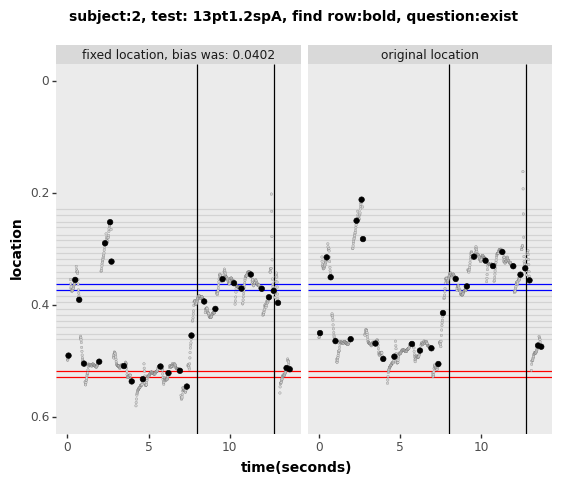 subject:2, test: 13pt1.2spA, find row:bold, question:exist
fixed location, bias was: 0.0402
original location
0
0.2
0.4
0.6
location
0
5
10
0
5
10
time(seconds)